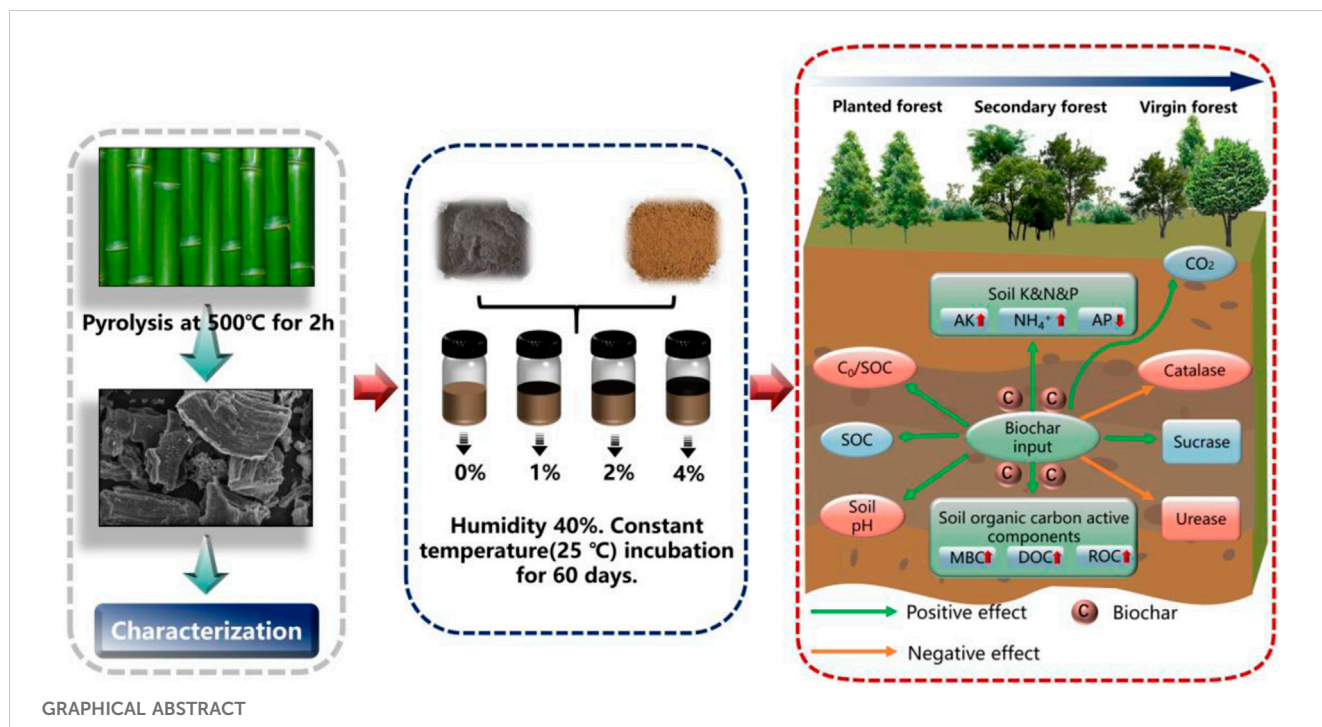 Pyrolysis at 500℃ for 2h
Characterization
0%
1%
2%
4%
Humidity 40%. Constant
temperature(25 ℃) incubation
for 60 days.
Planted forest
Secondary forest
Virgin forest
CO₂
Soil K&N&P
AK
NH₄⁺
AP
C₀/SOC
Catalase
C
C
Biochar
input
SOC
Sucrase
C
C
Soil
pH
Soil organic carbon active
components
MBC
DOC
ROC
Urease
Positive effect
C
Biochar
Negative effect
GRAPHICAL ABSTRACT